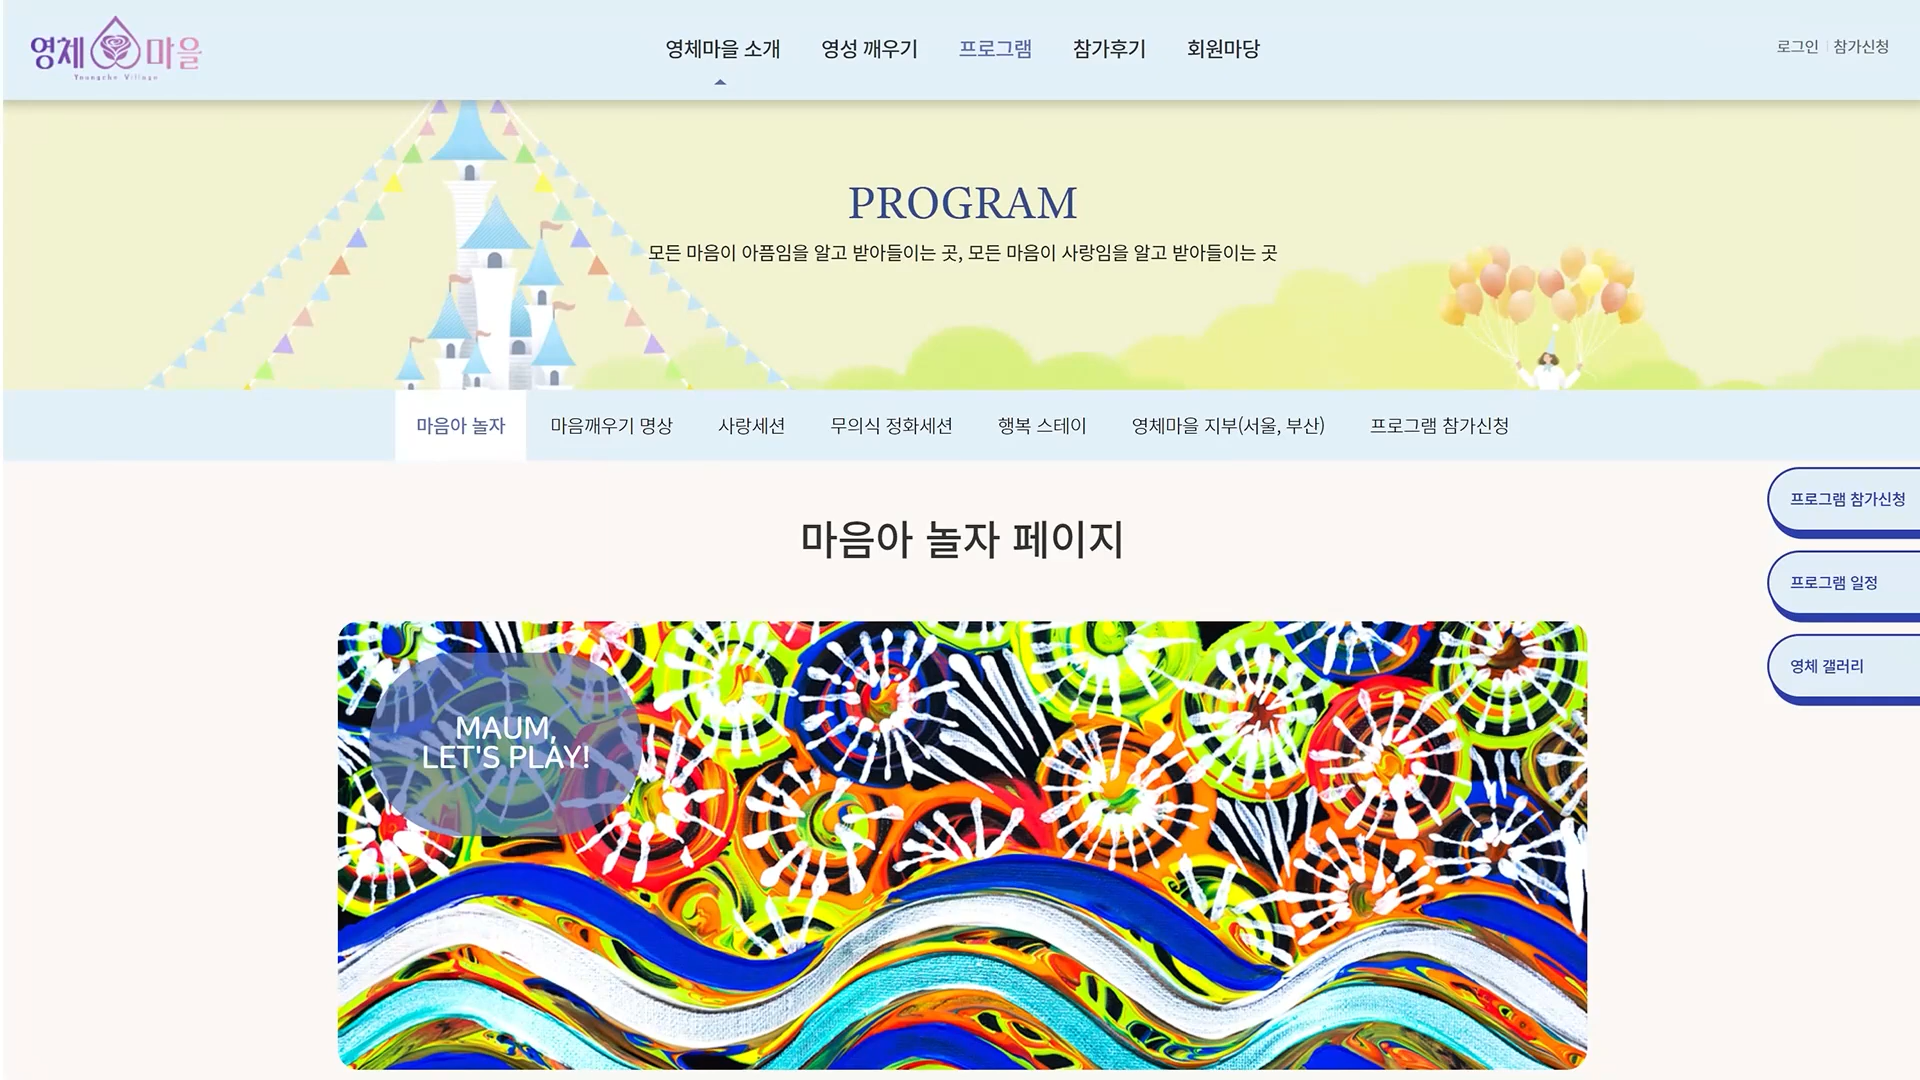 영체마을
Youngche Village
영체마을 소개
영성 깨우기
프로그램
참가후기
회원마당
로그인
참가신청
PROGRAM
모든 마음이 아픔임을 알고 받아들이는 곳, 모든 마음이 사랑임을 알고 받아들이는 곳
마음아 놀자
마음깨우기 명상
사랑세션
무의식 정화세션
행복 스테이
영체마을 지부(서울, 부산)
프로그램 참가신청
마음아 놀자 페이지
프로그램 참가신청
프로그램 일정
영체 갤러리
MAUM,
LET'S PLAY!